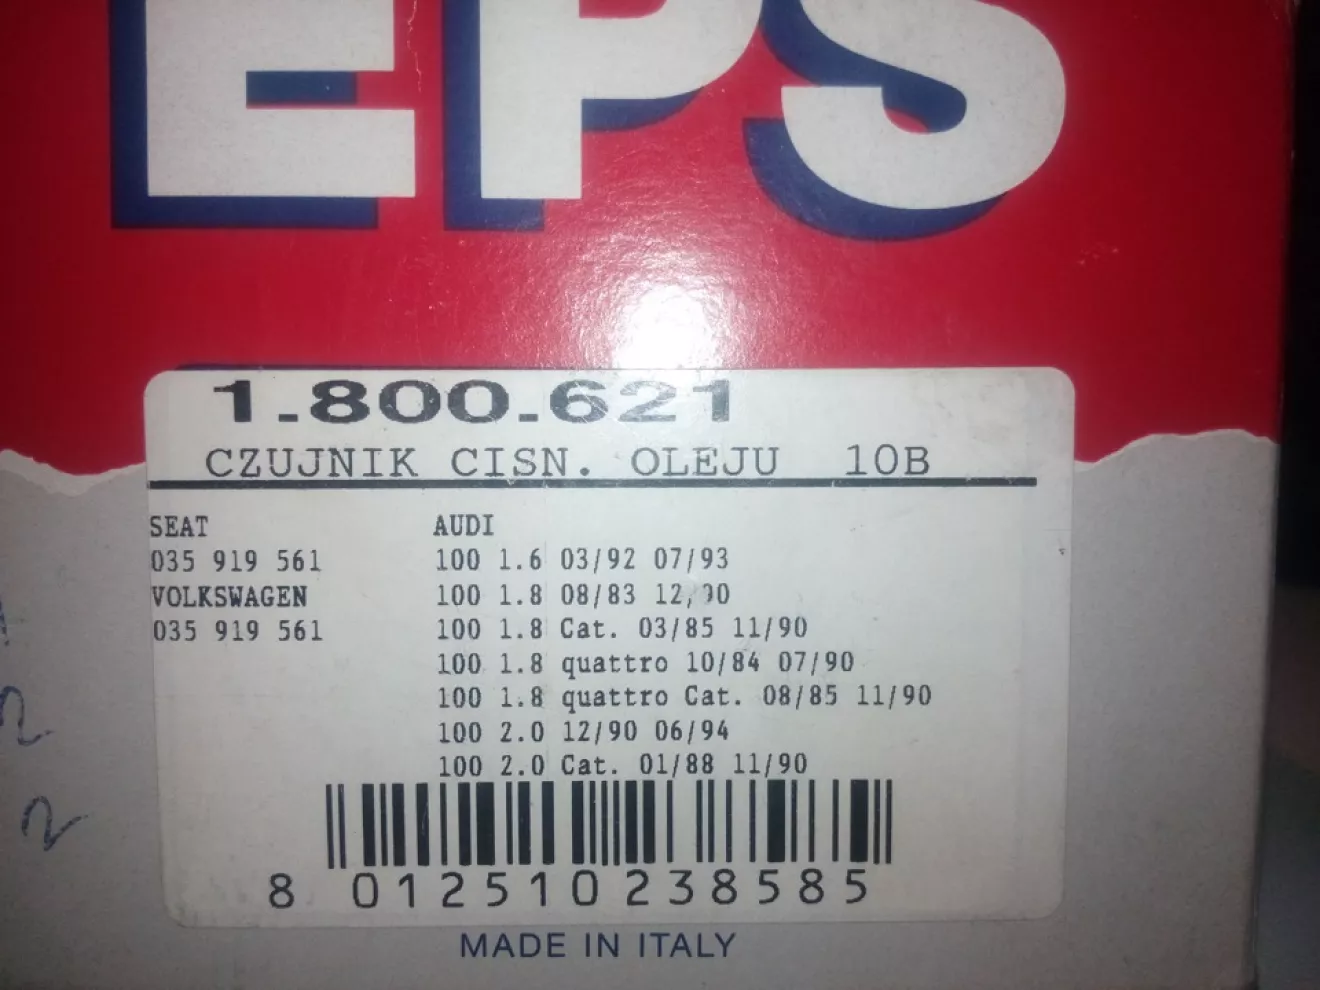 EPS
1.800.621
CZUJNIK CISN. OLEJU 10B
SEAT
035 919 561
VOLKSWAGEN
035 919 561
AUDI
100 1.6 03/92 07/93
100 1.8 08/83 12/90
100 1.8 Cat. 03/85 11/90
100 1.8 quattro 10/84 07/90
100 1.8 quattro Cat. 08/85 11/90
100 2.0 12/90 06/94
100 2.0 Cat. 01/88 11/90
8 012510 238585
MADE IN ITALY
2
2